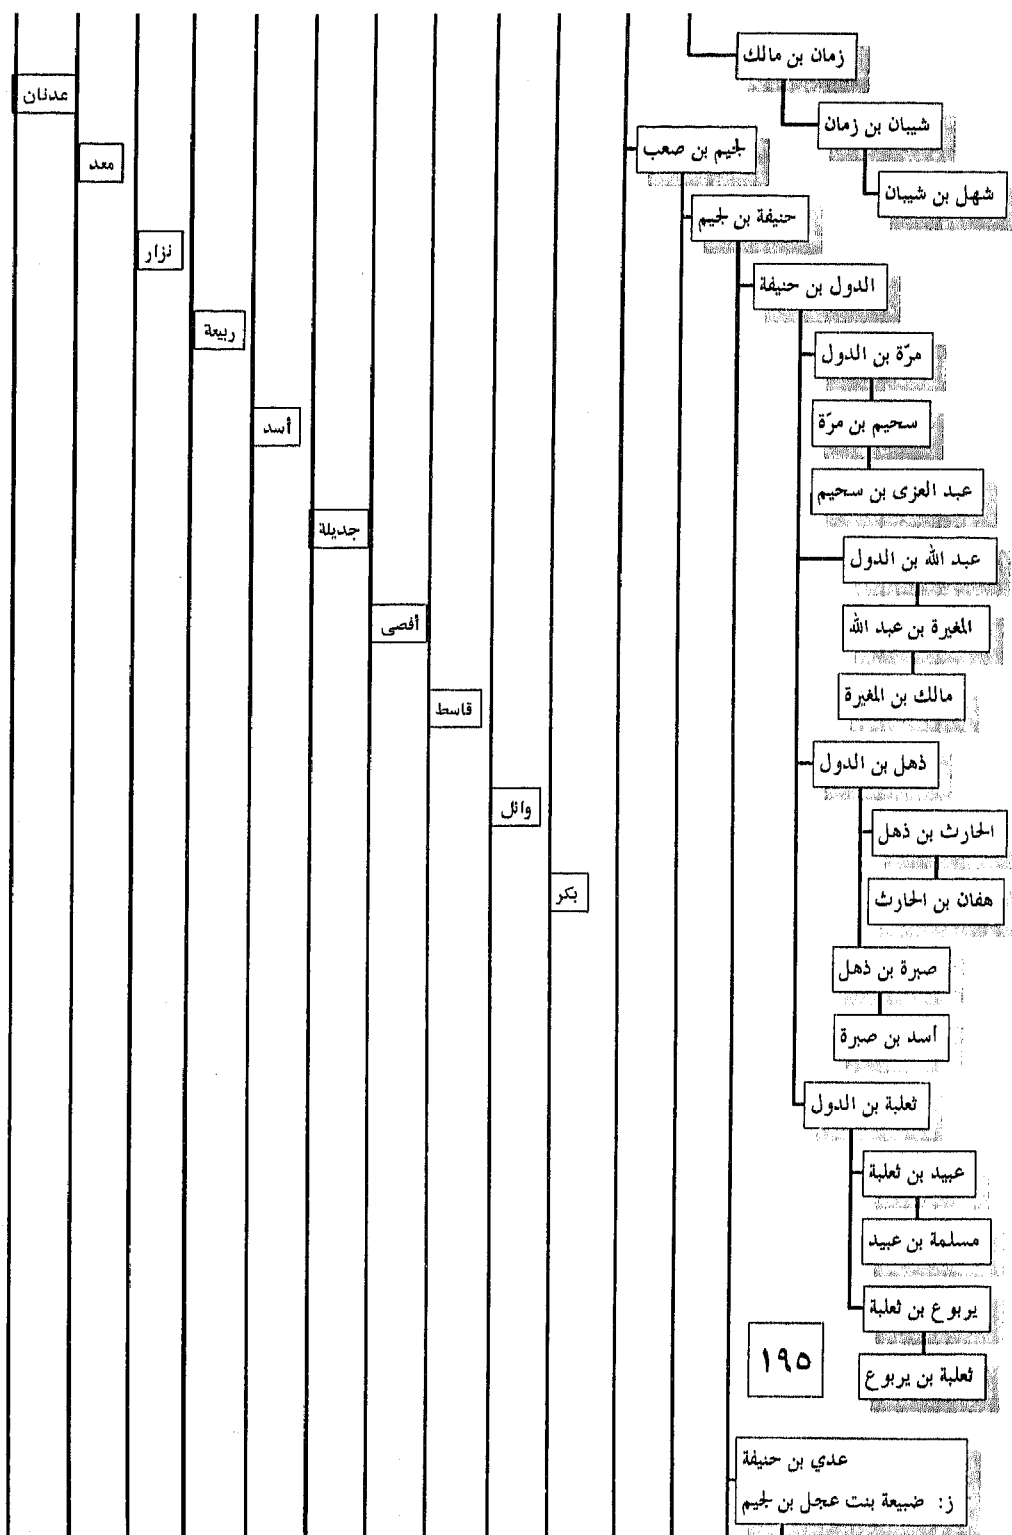 زمان بن مالك
عدنان
شيبان بن زمان
لجيم بن صعب
معد
شهل بن شيبان
حنيفة بن لجيم
نزار
الدول بن حنيفة
ربيعة
مرّة بن الدول
سحيم بن مرّة
أسد
عبد العزى بن سحيم
جديلة
عبد الله بن الدول
أفصى
المغيرة بن عبد الله
مالك بن المغيرة
قاسط
ذهل بن الدول
وائل
الحارث بن ذهل
بكر
هفان بن الحارث
صبرة بن ذهل
أسد بن صبرة
ثعلبة بن الدول
عبيد بن ثعلبة
مسلمة بن عبيد
يربوع بن ثعلبة
١٩٥
ثعلبة بن يربوع
عدي بن حنيفة
ز: ضبيعة بنت عجل بن لجيم